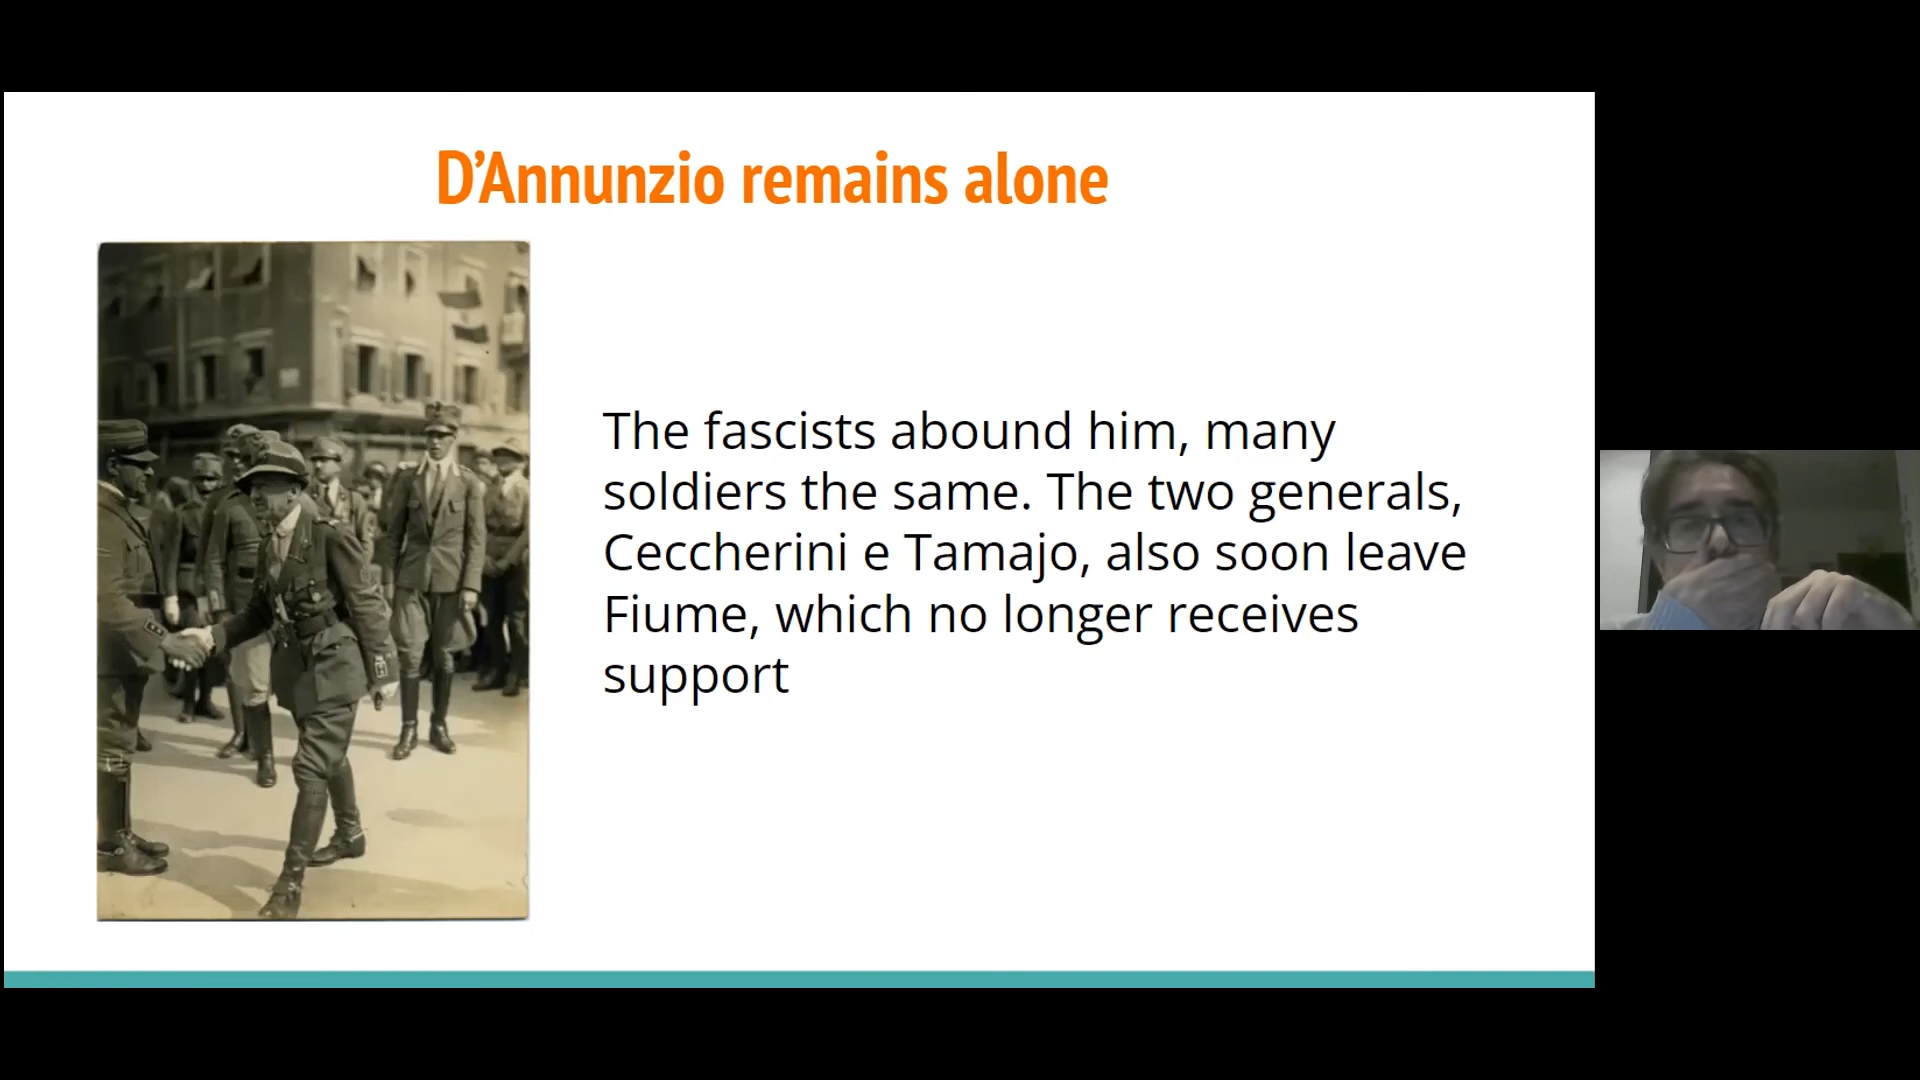 D’Annunzio remains alone
The fascists abound him, many
soldiers the same. The two generals,
Ceccherini e Tamajo, also soon leave
Fiume, which no longer receives
support